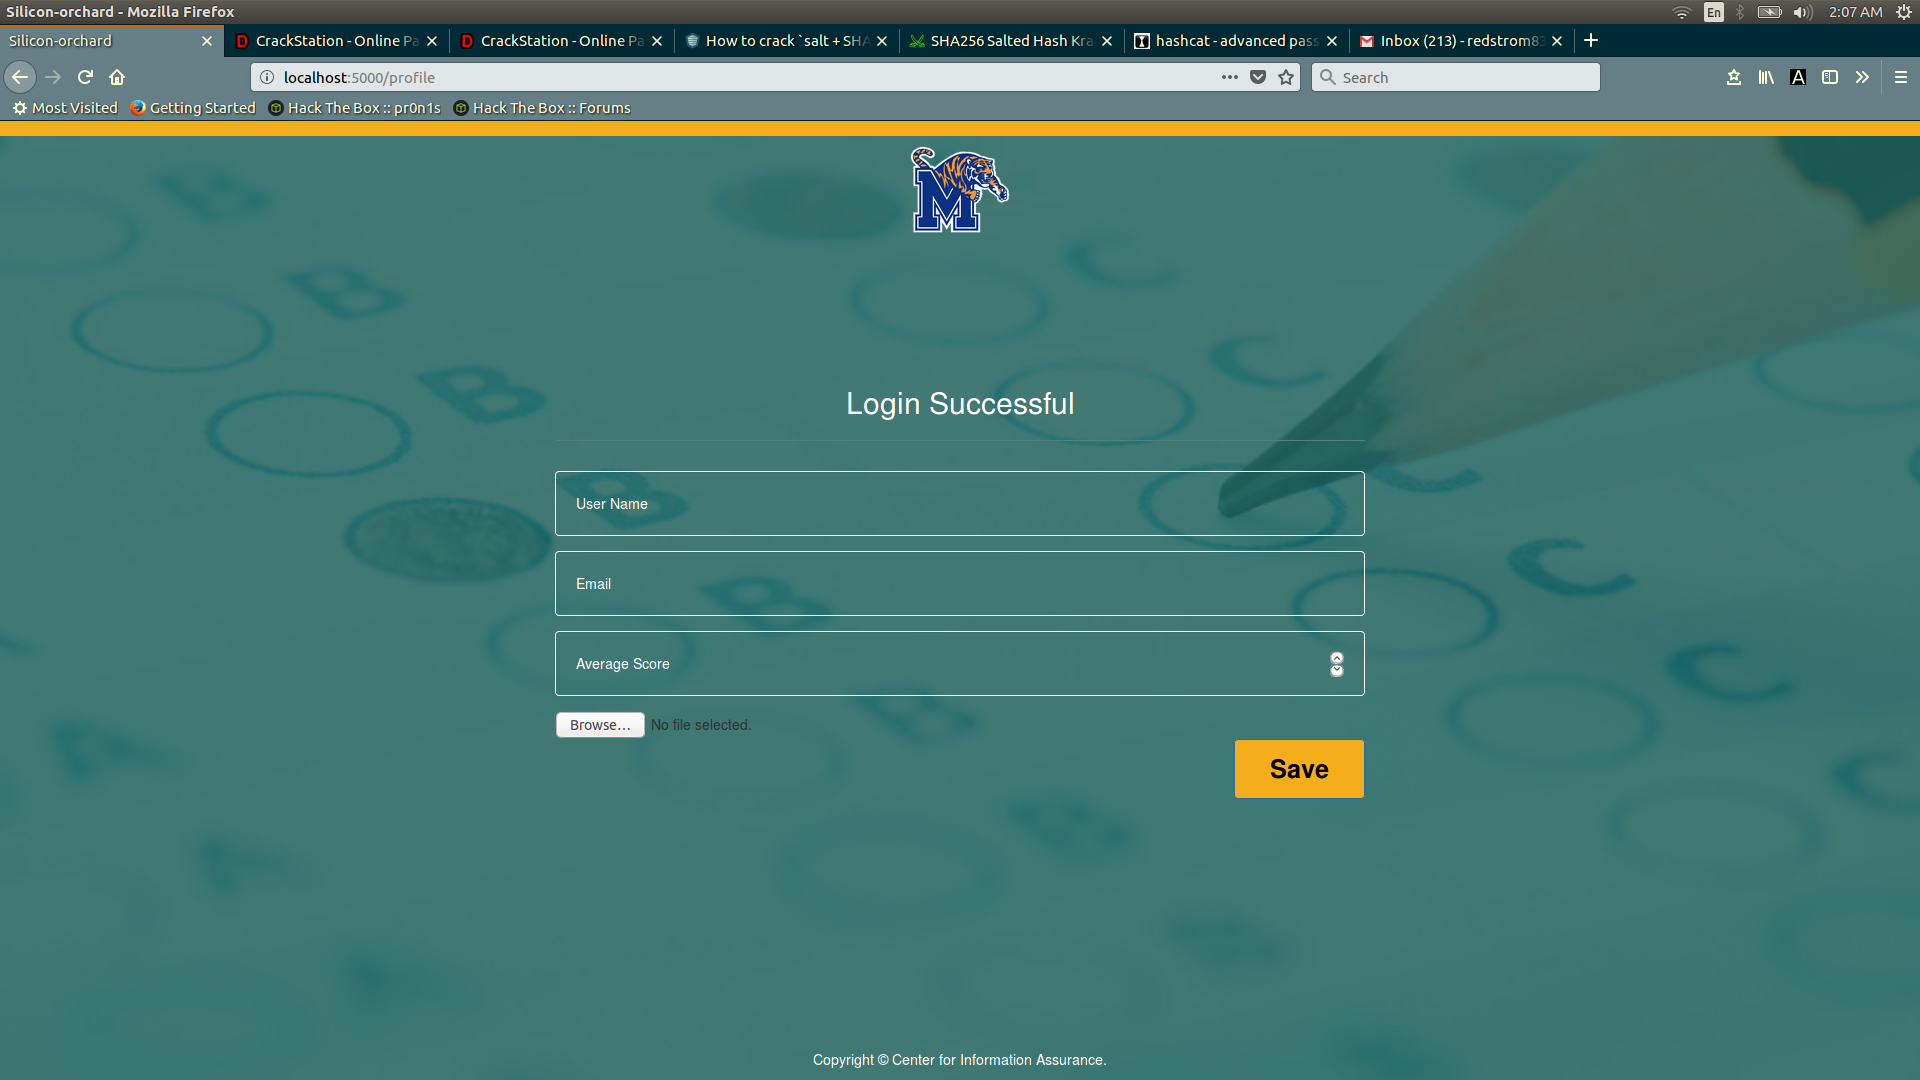 Silicon-orchard - Mozilla Firefox
En
2:07 AM
Silicon-orchard
CrackStation - Online Pa
CrackStation - Online Pa
How to crack `salt + SHA
SHA256 Salted Hash Kra
hashcat - advanced pass
Inbox (213) - redstrom83
localhost:5000/profile
Search
A
Most Visited
Getting Started
Hack The Box :: pr0n1s
Hack The Box :: Forums
M
Login Successful
User Name
Email
Average Score
Browse...
No file selected.
Save
B
B
B
B
B
C
C
C
C
C
C
A
A
A
Copyright © Center for Information Assurance.